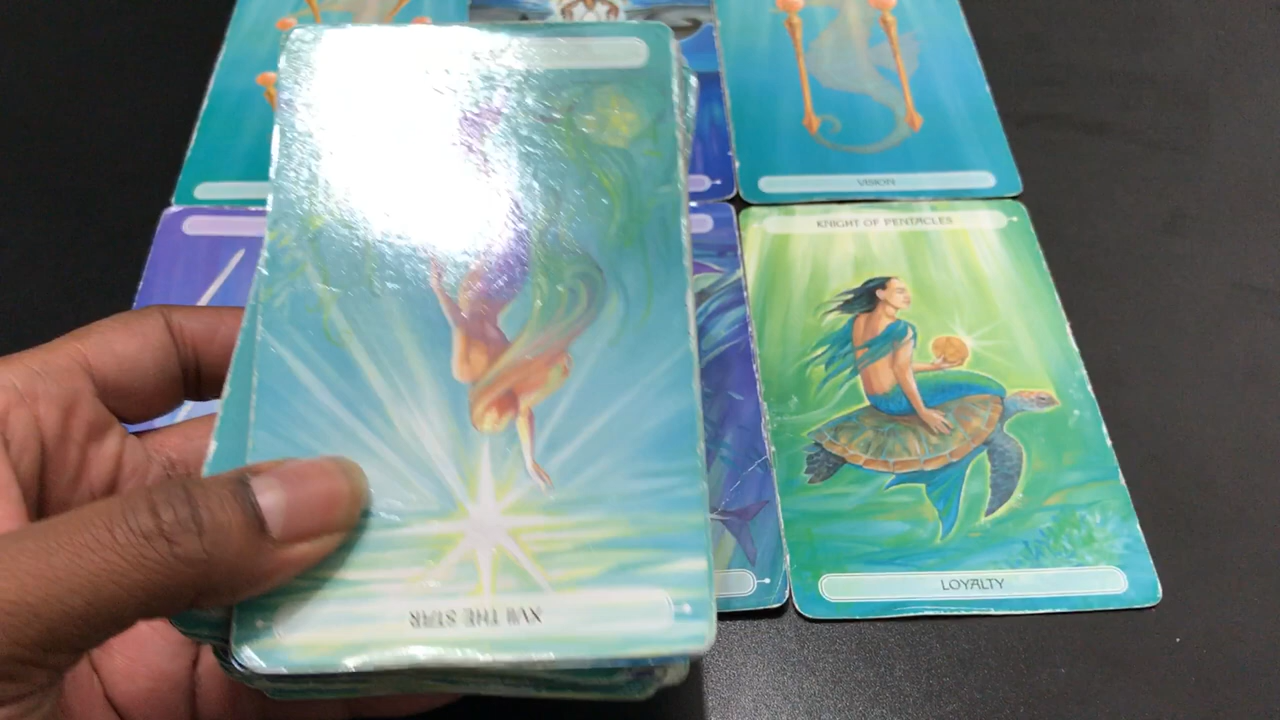 VISION
KNIGHT OF PENTACLES
LOYALTY
XVII THE STAR